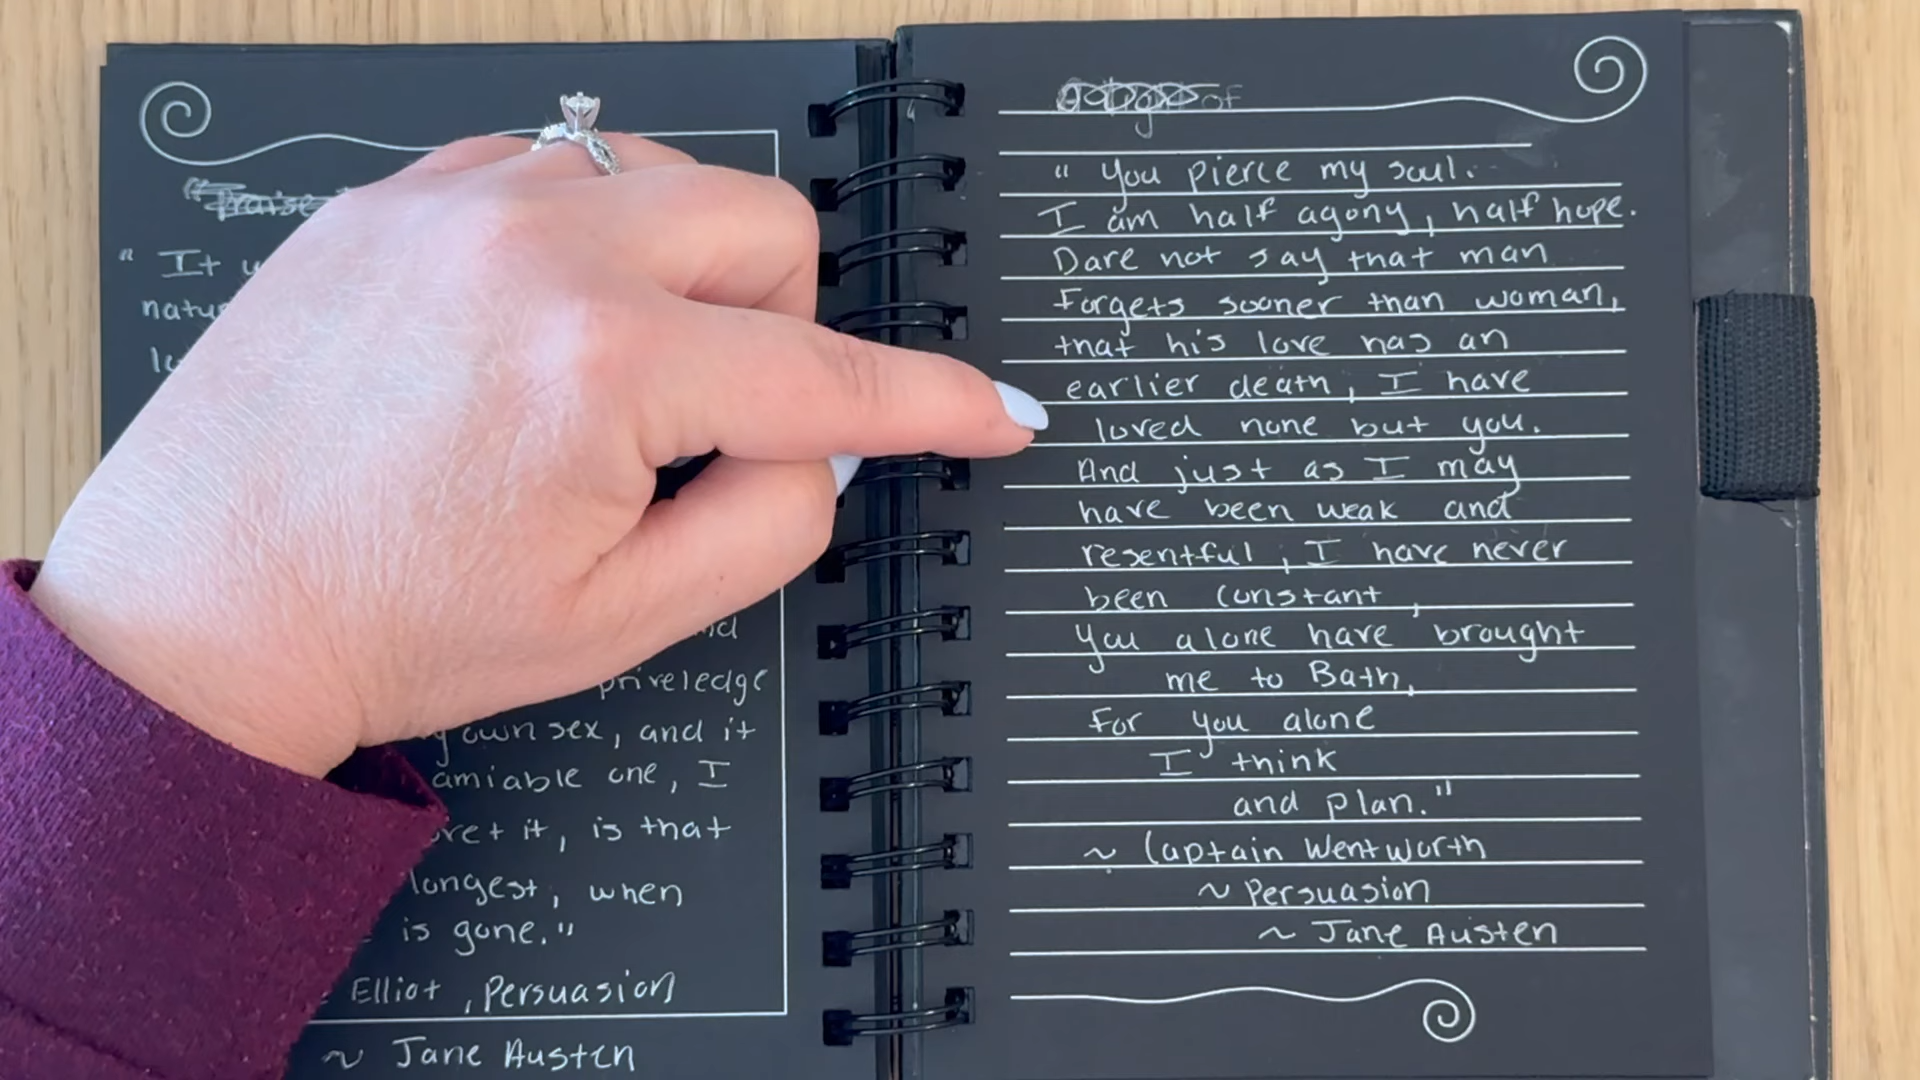 "Praise
" It
natu
priveledge
own sex, and it
amiable one, I
it, is that
longest, when
is gone."
Elliot, Persuasion
~ Jane Austen
of
" You pierce my soul.
I am half agony, half hope.
Dare not say that man
forgets sooner than woman,
that his love has an
earlier death, I have
loved none but you.
And just as I may
have been weak and
resentful, I have never
been constant,
You alone have brought
me to Bath,
For you alone
I think
and plan."
~ Captain Wentworth
~ Persuasion
~ Jane Austen